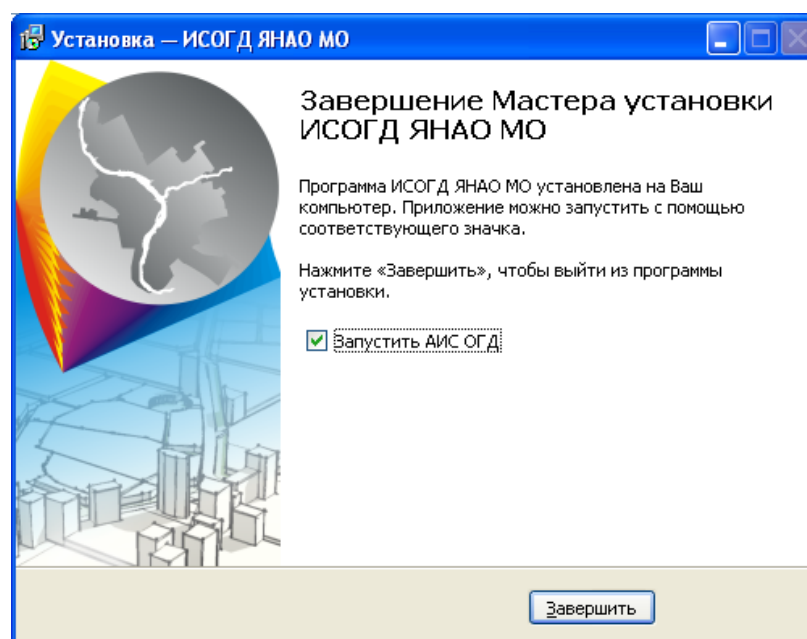 Установка — ИСОГД ЯНАО МО
Завершение Мастера установки
ИСОГД ЯНАО МО
Программа ИСОГД ЯНАО МО установлена на Ваш
компьютер. Приложение можно запустить с помощью
соответствующего значка.
Нажмите «Завершить», чтобы выйти из программы
установки.
Запустить АИС ОГД
Завершить